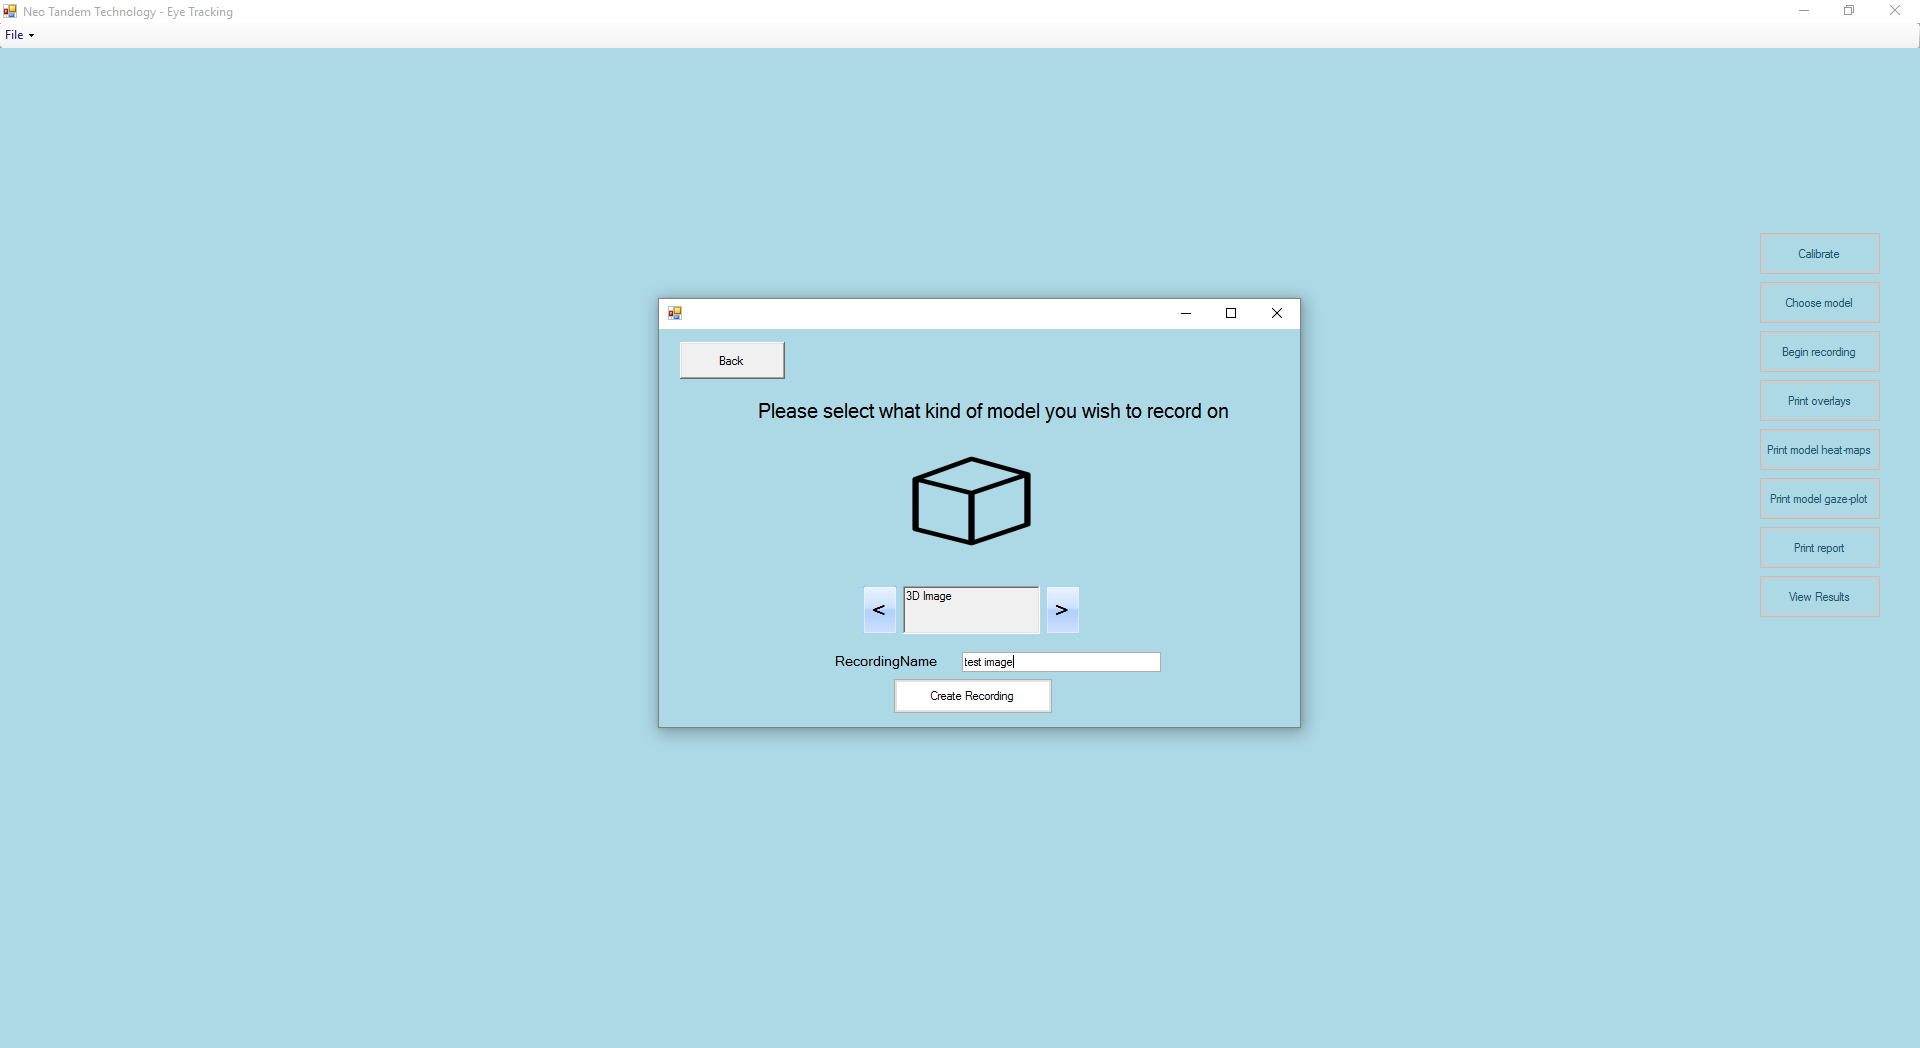 Neo Tandem Technology - Eye Tracking
File
Back
Please select what kind of model you wish to record on
<
3D Image
>
RecordingName
test image
Create Recording
Calibrate
Choose model
Begin recording
Print overlays
Print model heat-maps
Print model gaze-plot
Print report
View Results